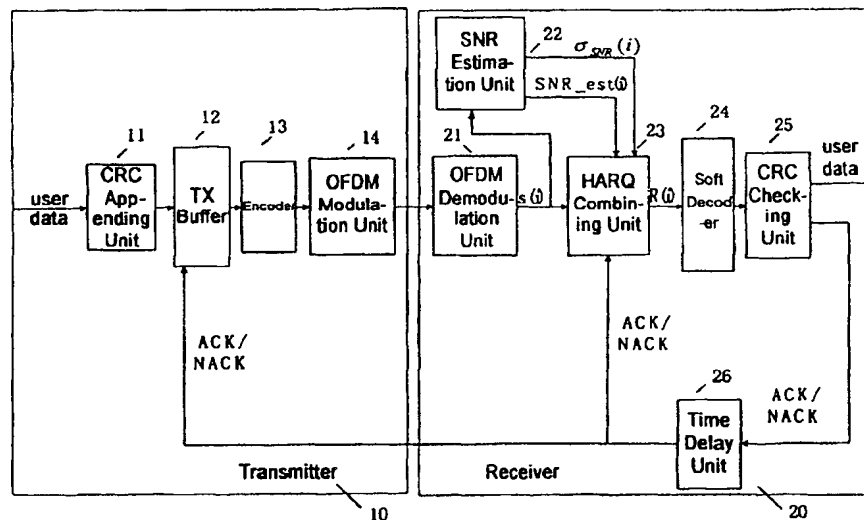 22
SNR
Estima-
tion Unit
σSNR(i)
SNR_est(i)
11
12
13
14
21
23
24
25
user
data
CRC
App-
ending
Unit
TX
Buffer
Encoder
OFDM
Modula-
tion Unit
OFDM
Demodu-
lation
Unit
s(i)
HARQ
Combin-
ing Unit
R(i)
Soft
Decod-
er
CRC
Check-
ing
Unit
user
data
ACK/
NACK
ACK/
NACK
26
Time
Delay
Unit
ACK/
NACK
Transmitter
Receiver
10
20